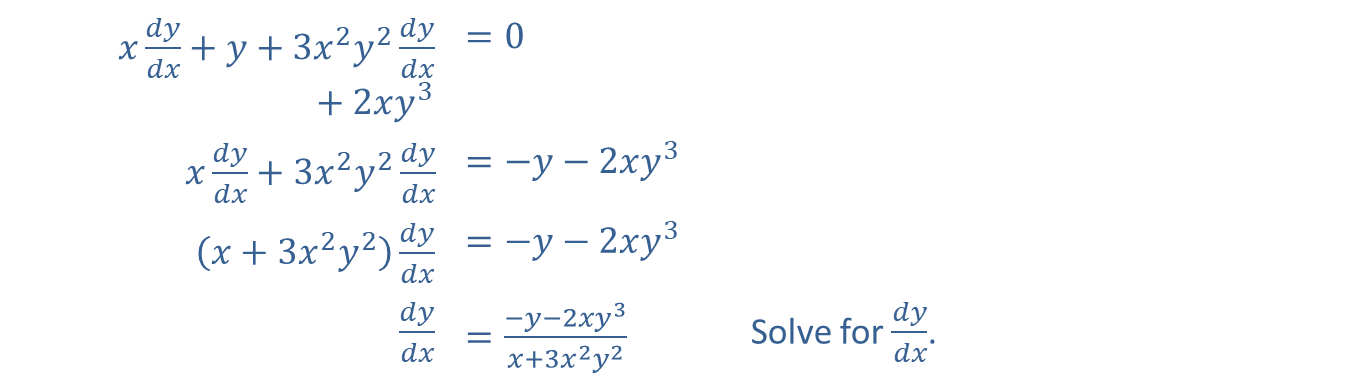 x dy/dx + y + 3x²y² dy/dx = 0
+ 2xy³
x dy/dx + 3x²y² dy/dx = −y − 2xy³
(x + 3x²y²) dy/dx = −y − 2xy³
dy/dx = −y−2xy³/x+3x²y² Solve for dy/dx.